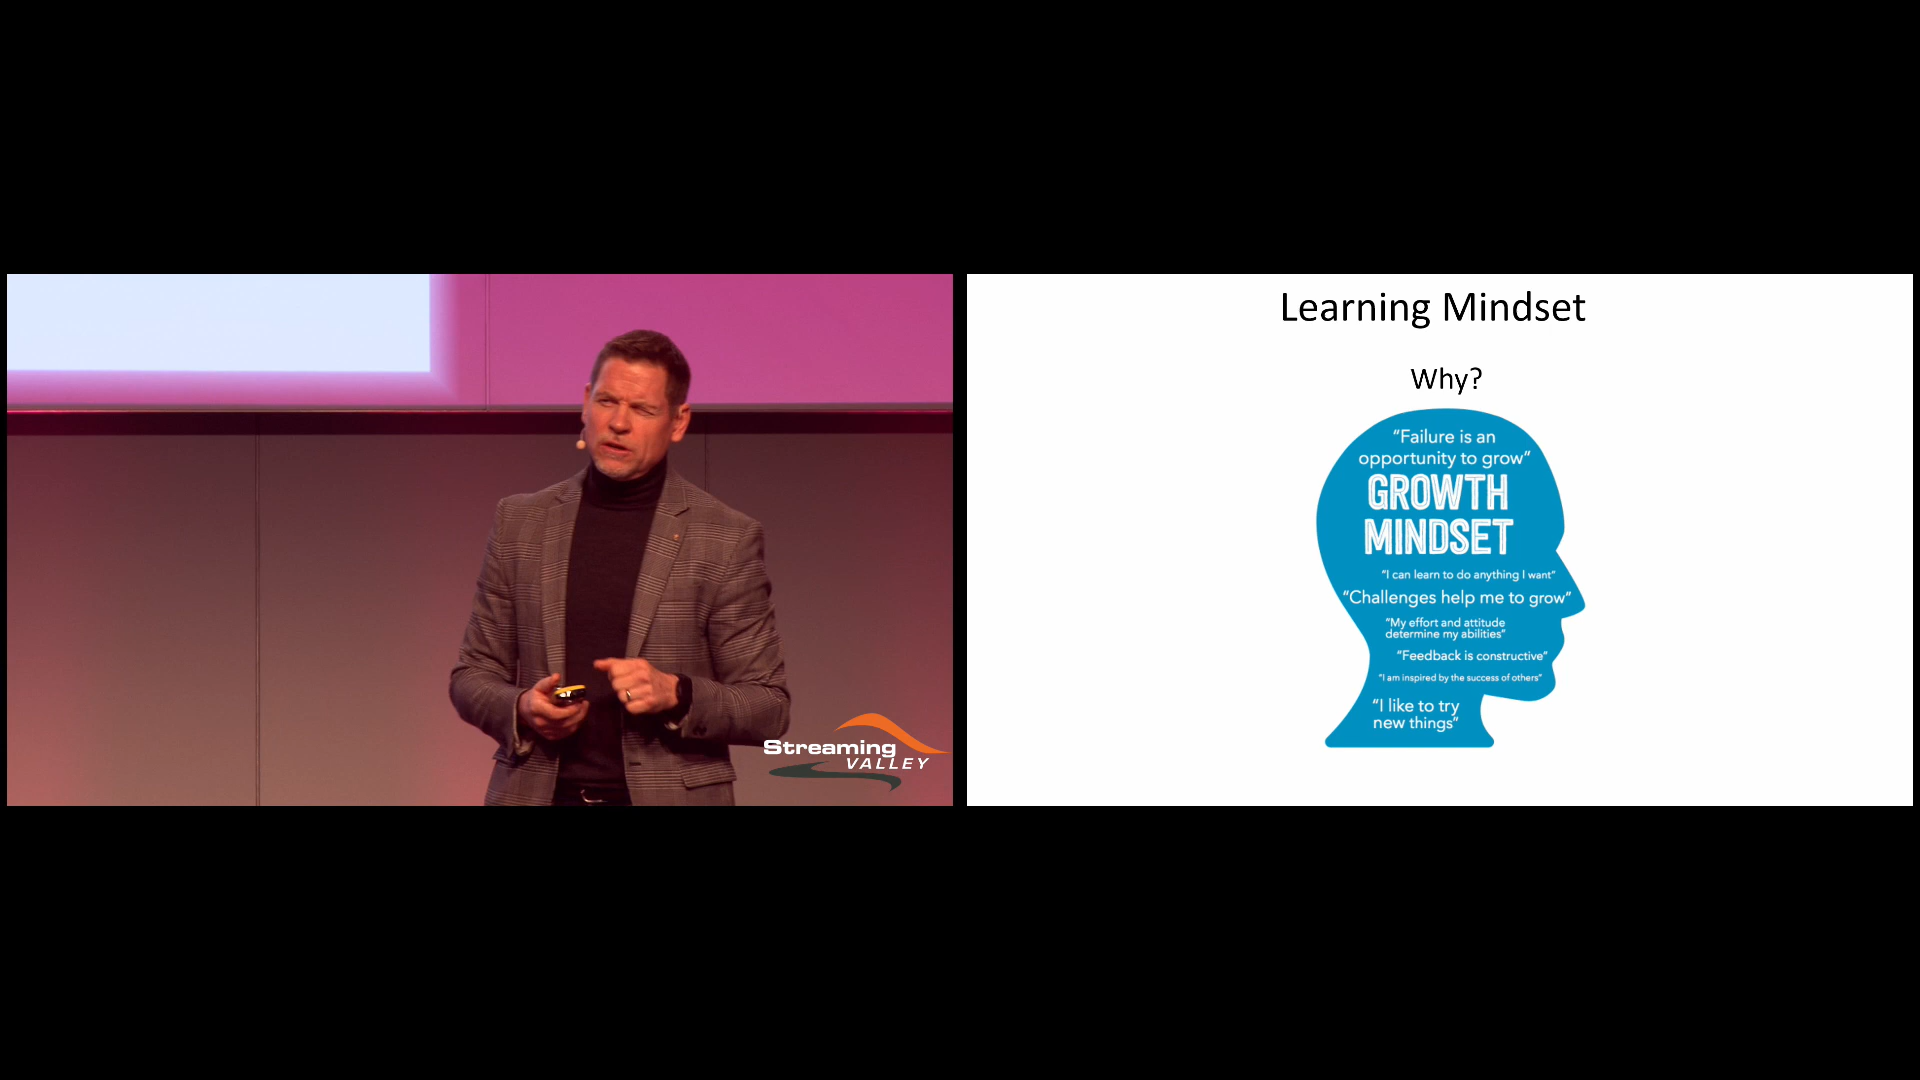 Streaming
VALLEY
Learning Mindset
Why?
“Failure is an
opportunity to grow”
GROWTH
MINDSET
“I can learn to do anything I want”
“Challenges help me to grow”
“My effort and attitude
determine my abilities”
“Feedback is constructive”
“I am inspired by the success of others”
“I like to try
new things”